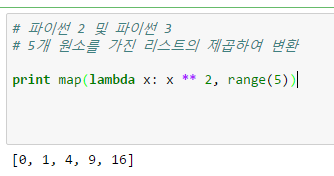 # 파이썬 2 및 파이썬 3
# 5개 원소를 가진 리스트의 제곱하여 변환
print map(lambda x: x ** 2, range(5))
[0, 1, 4, 9, 16]